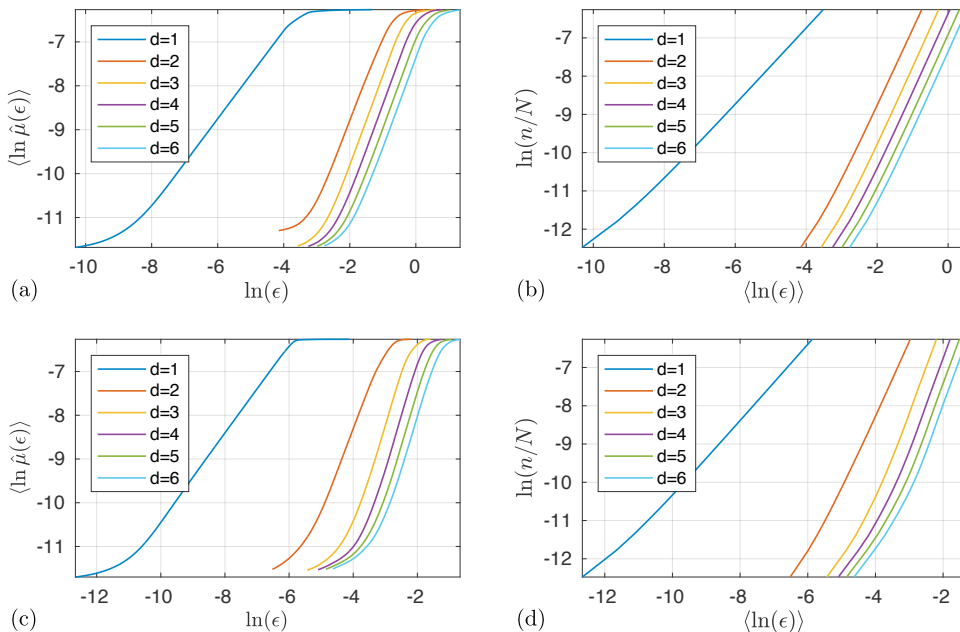 -7
-8
-9
-10
-11
⟨ln μ̂(ϵ)⟩
d=1
d=2
d=3
d=4
d=5
d=6
-10 -8 -6 -4 -2 0
ln(ϵ)
(a)
-7
-8
-9
-10
-11
-12
ln(n/N)
d=1
d=2
d=3
d=4
d=5
d=6
-10 -8 -6 -4 -2 0
⟨ln(ϵ)⟩
(b)
-7
-8
-9
-10
-11
⟨ln μ̂(ϵ)⟩
d=1
d=2
d=3
d=4
d=5
d=6
-12 -10 -8 -6 -4 -2
ln(ϵ)
(c)
-7
-8
-9
-10
-11
-12
ln(n/N)
d=1
d=2
d=3
d=4
d=5
d=6
-12 -10 -8 -6 -4 -2
⟨ln(ϵ)⟩
(d)